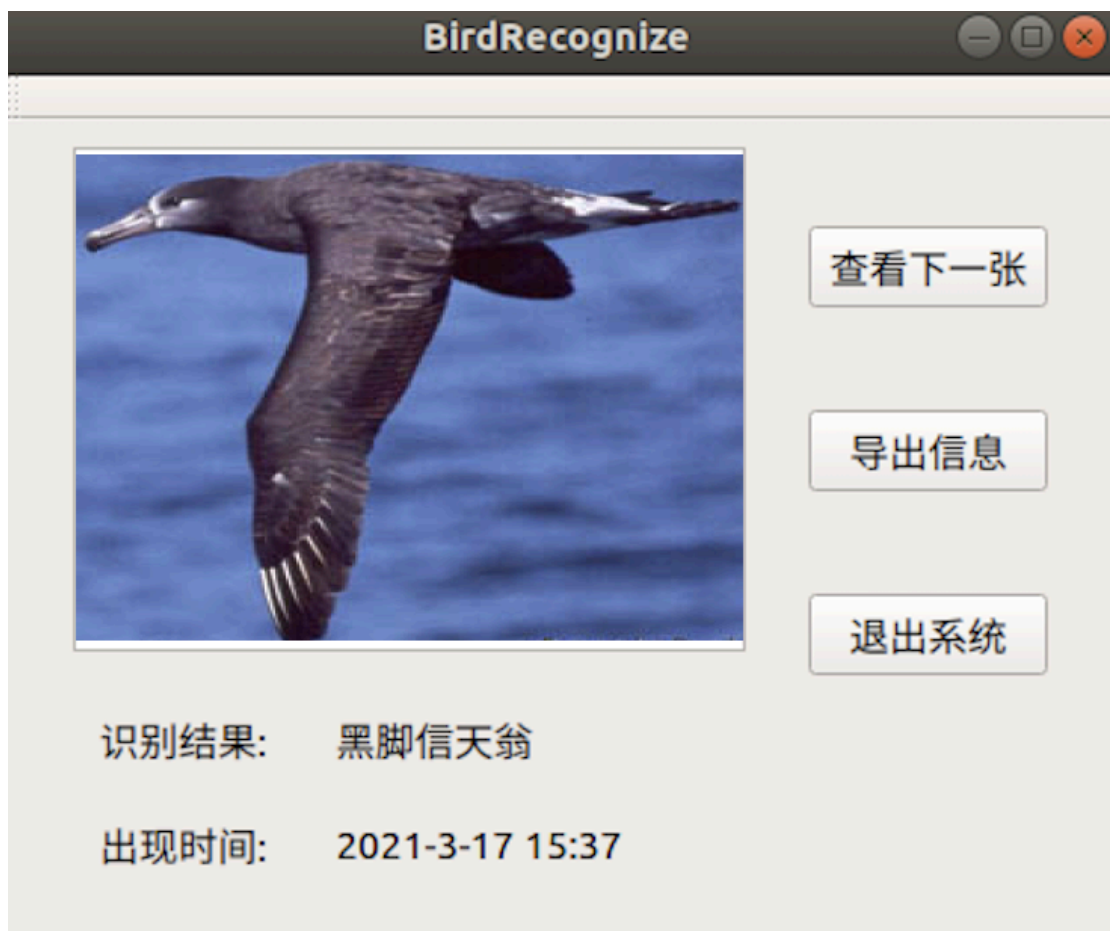 BirdRecognize
查看下一张
导出信息
退出系统
识别结果: 黑脚信天翁
出现时间: 2021-3-17 15:37